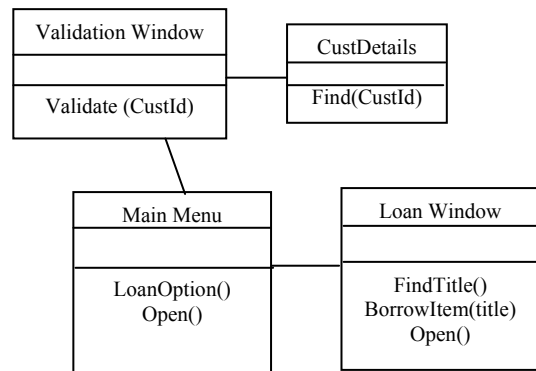 Validation Window
Validate (CustId)
CustDetails
Find(CustId)
Main Menu
LoanOption()
Open()
Loan Window
FindTitle()
BorrowItem(title)
Open()